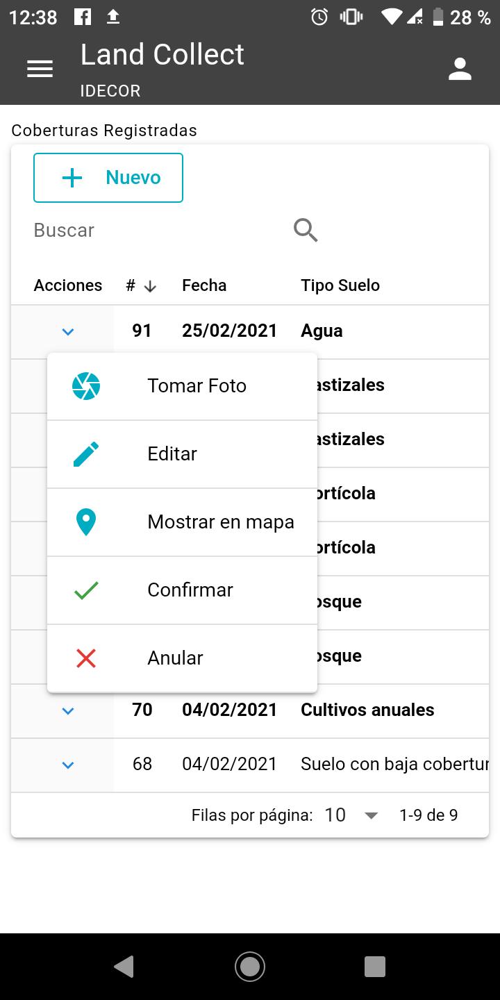 12:38 28 %
Land Collect
IDECOR
Coberturas Registradas
Nuevo
Buscar
Acciones # Fecha Tipo Suelo
91 25/02/2021 Agua
Tomar Foto
astizales
Editar
astizales
ortícola
Mostrar en mapa
ortícola
Confirmar
osque
Anular
osque
70 04/02/2021 Cultivos anuales
68 04/02/2021 Suelo con baja cobertur
Filas por página: 10 1-9 de 9